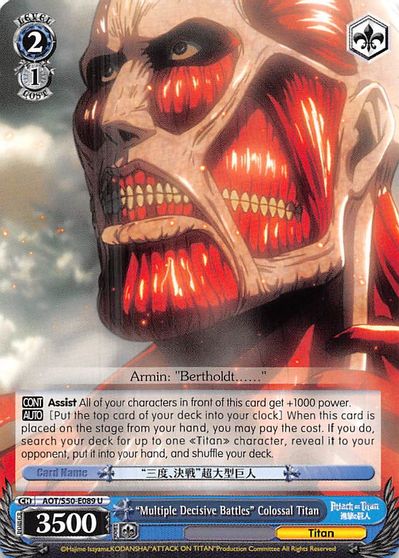 LEVEL
2
1
COST
Armin: "Bertholdt……"
CONT Assist All of your characters in front of this card get +1000 power.
AUTO [Put the top card of your deck into your clock] When this card is
placed on the stage from your hand, you may pay the cost. If you do,
search your deck for up to one «Titan» character, reveal it to your
opponent, put it into your hand, and shuffle your deck.
Card Name
"三度、決戦"超大型巨人
CH AOT/S50-E089 U
POWER
3500
"Multiple Decisive Battles" Colossal Titan
Attack on Titan
進撃の巨人
Titan
©Hajime Isayama,KODANSHA/"ATTACK ON TITAN"Production Committee All Rights Reserved.